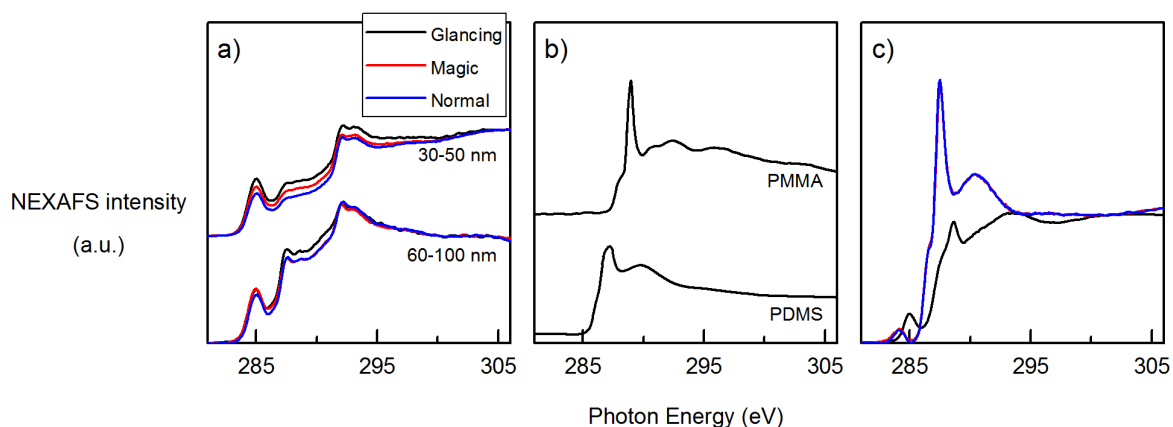 a)
Glancing
Magic
Normal
30-50 nm
60-100 nm
b)
PMMA
PDMS
c)
NEXAFS intensity
(a.u.)
285 295 305 285 295 305 285 295 305
Photon Energy (eV)